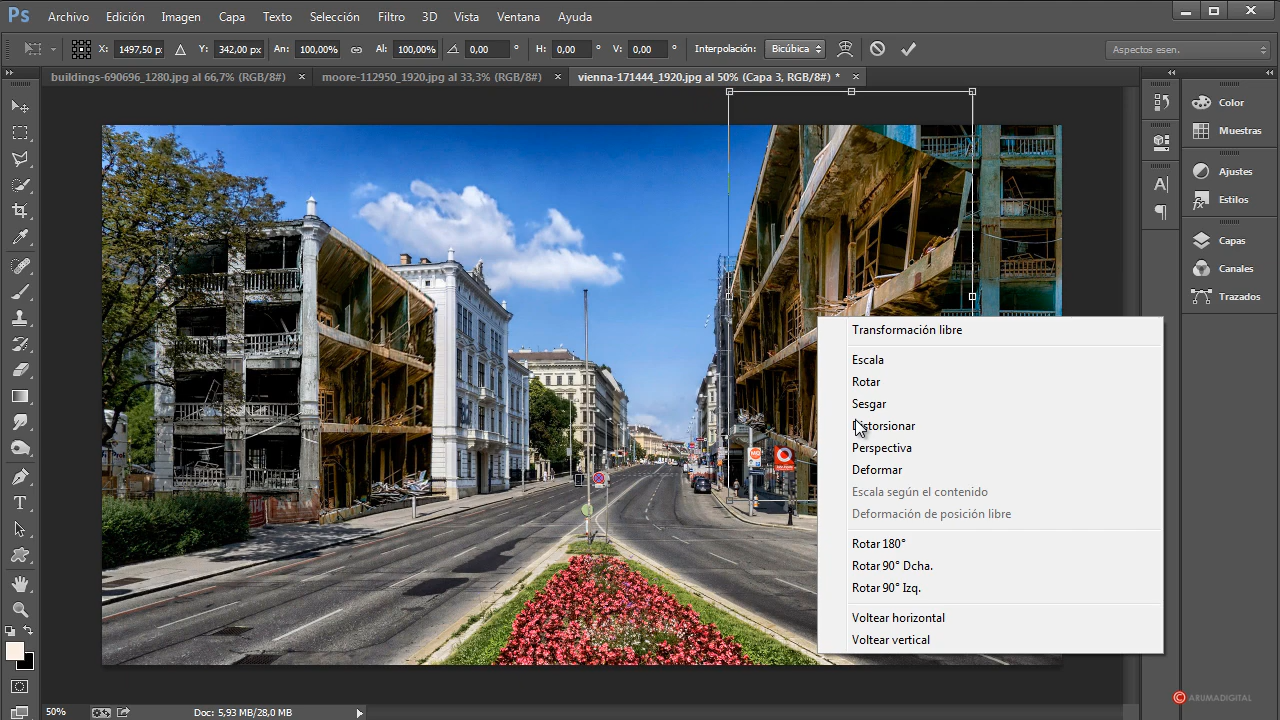 Ps Archivo Edición Imagen Capa Texto Selección Filtro 3D Vista Ventana Ayuda
X: 1497,50 px Y: 342,00 px An: 100,00% Al: 100,00% 0,00 ° H: 0,00 ° V: 0,00 ° Interpolación: Bicúbica Aspectos esen.
buildings-690696_1280.jpg al 66,7% (RGB/8#) × moore-112950_1920.jpg al 33,3% (RGB/8#) × vienna-171444_1920.jpg al 50% (Capa 3, RGB/8#) * ×
Color
Muestras
Ajustes
Estilos
Capas
Canales
Trazados
Transformación libre
Escala
Rotar
Sesgar
Distorsionar
Perspectiva
Deformar
Escala según el contenido
Deformación de posición libre
Rotar 180°
Rotar 90° Dcha.
Rotar 90° Izq.
Voltear horizontal
Voltear vertical
© ARUMADIGITAL
50% Doc: 5,93 MB/28,0 MB